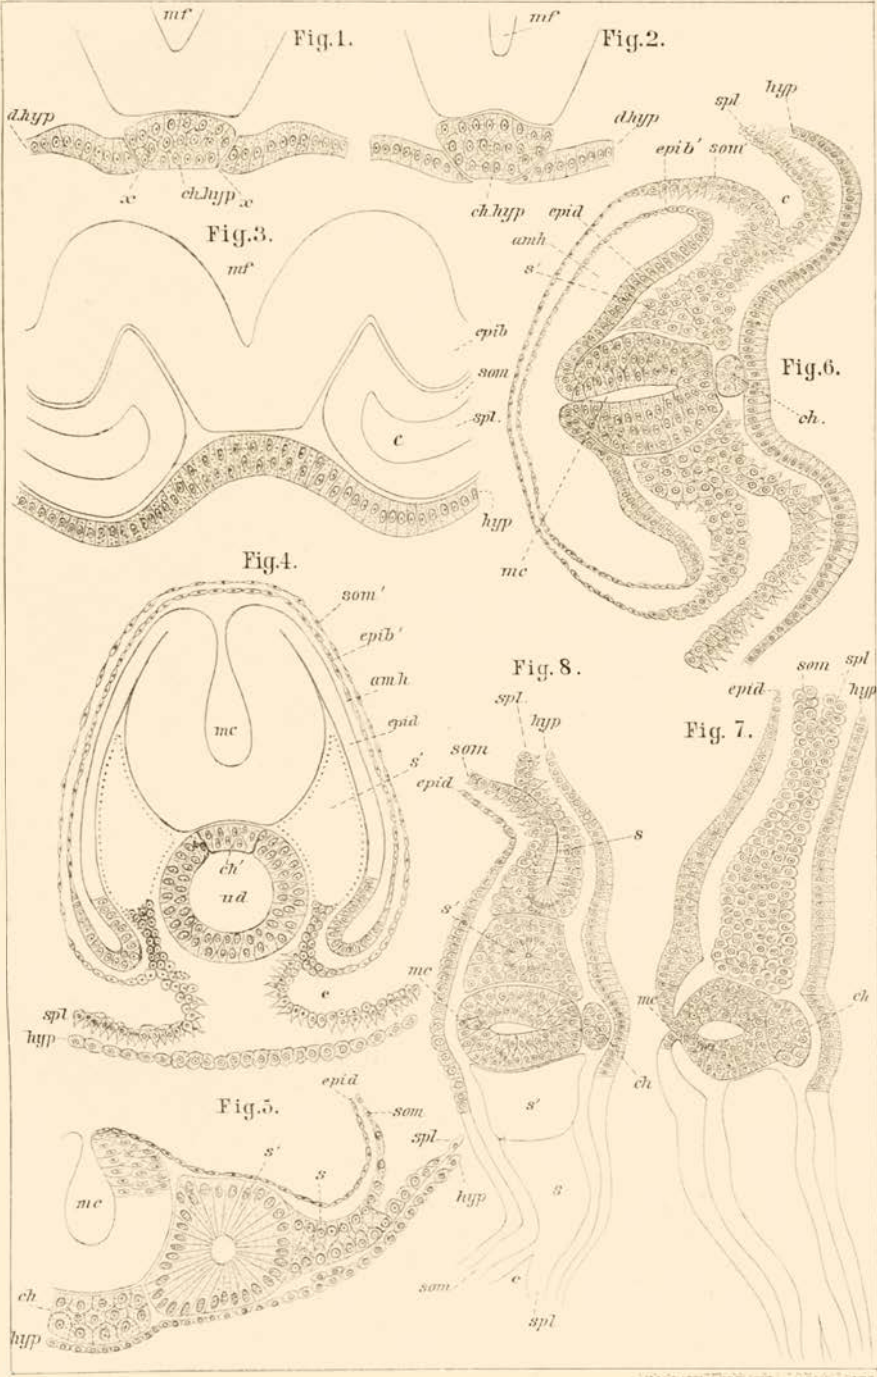 mf
Fig.1.
mf
Fig.2.
d.hyp
x
ch.hyp
x
d.hyp
ch.hyp
Fig.3.
mf
epib
som
spl.
c
hyp
spl
hyp
epib' som
epid
amh
s'
c
Fig.6.
ch.
mc
Fig.4.
som'
epib'
amh
epid
s'
mc
ch'
ud
c
spl
hyp
Fig.8.
spl.
hyp
som
epid
s
s'
mc
ch
s'
s
som
c
spl
epid
som
spl
hyp
Fig. 7.
mc
ch
Fig.5.
epid
som
s'
s
spl
hyp
mc
ch
hyp